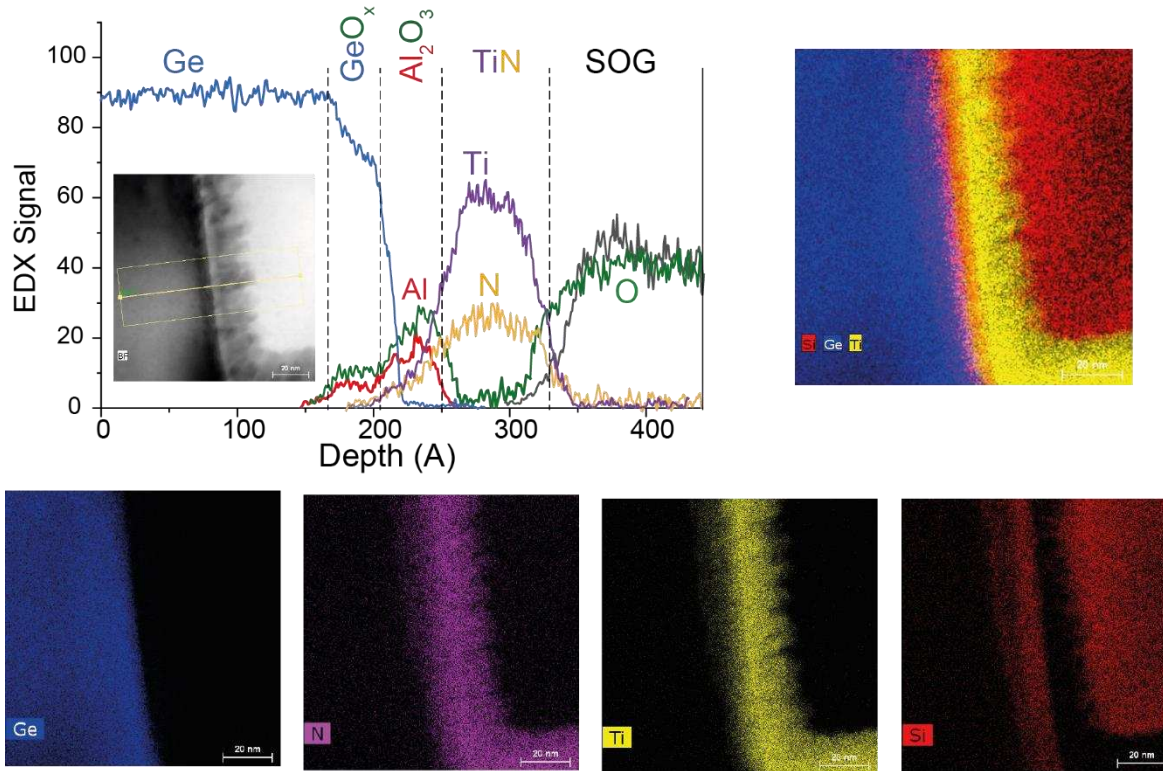 GeOₓ
Al₂O₃
Ge
TiN
SOG
100
80
60
40
20
0
EDX Signal
Ti
Al
N
O
BF
20 nm
0
100
200
300
400
Depth (A)
Si Ge Ti
20 nm
Ge
20 nm
N
20 nm
Ti
20 nm
Si
20 nm